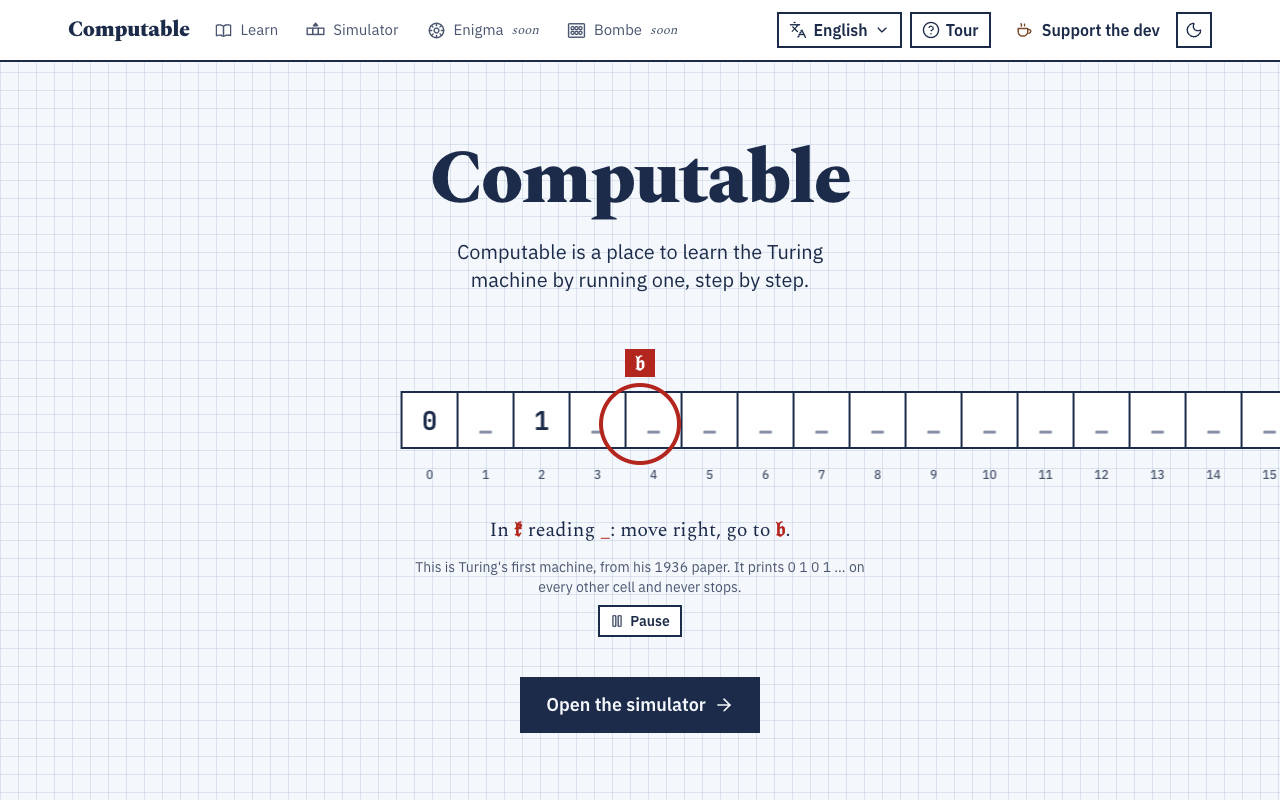 Computable Learn Simulator Enigma soon Bombe soon English Tour Support the dev
Computable
Computable is a place to learn the Turing
machine by running one, step by step.
𝔟
0 _ 1 _ _ _ _ _ _ _ _ _ _ _ _ _
0 1 2 3 4 5 6 7 8 9 10 11 12 13 14 15
In 𝔨 reading _: move right, go to 𝔟.
This is Turing's first machine, from his 1936 paper. It prints 0 1 0 1 … on
every other cell and never stops.
Pause
Open the simulator →